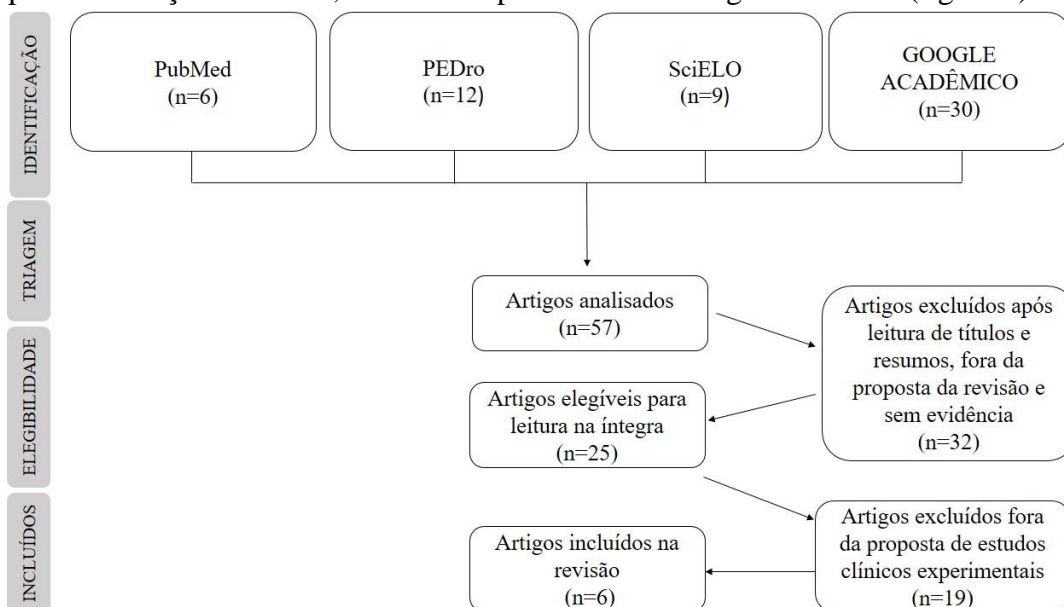 IDENTIFICAÇÃO
PubMed
(n=6)
PEDro
(n=12)
SciELO
(n=9)
GOOGLE
ACADÊMICO
(n=30)
TRIAGEM
Artigos analisados
(n=57)
Artigos excluídos após
leitura de títulos e
resumos, fora da
proposta da revisão e
sem evidência
(n=32)
ELEGIBILIDADE
Artigos elegíveis para
leitura na íntegra
(n=25)
INCLUÍDOS
Artigos excluídos fora
da proposta de estudos
clínicos experimentais
(n=19)
Artigos incluídos na
revisão
(n=6)